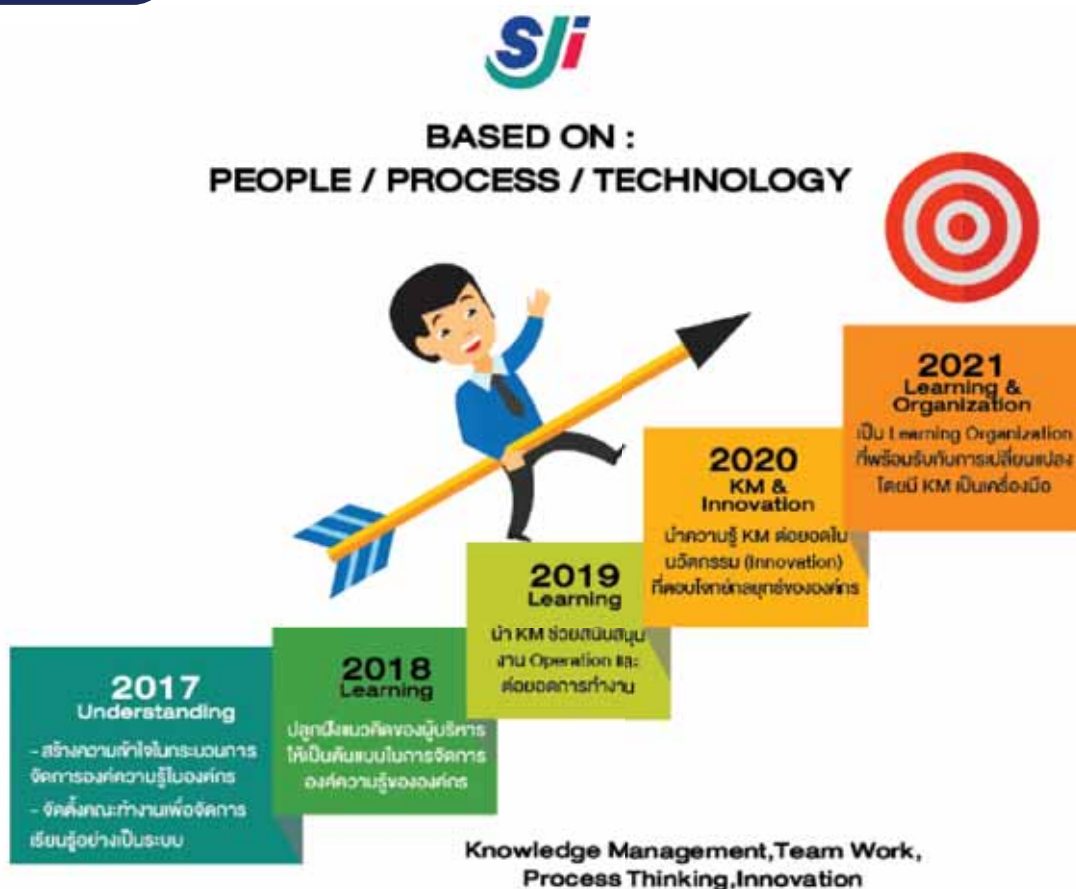 SJi
BASED ON :
PEOPLE / PROCESS / TECHNOLOGY
2017
Understanding
- สร้างความเข้าใจในกระบวนการ
จัดการองค์ความรู้ในองค์กร
- จัดตั้งคณะทำงานเพื่อจัดการ
เรียนรู้อย่างเป็นระบบ
2018
Learning
ปลูกฝังแนวคิดของผู้บริหาร
ให้เป็นต้นแบบในการจัดการ
องค์ความรู้ขององค์กร
2019
Learning
นำ KM ช่วยสนับสนุน
งาน Operation และ
ต่อยอดการทำงาน
2020
KM &
Innovation
นำความรู้ KM ต่อยอดใน
นวัตกรรม (Innovation)
ที่ตอบโจทย์กลยุทธ์ขององค์กร
2021
Learning &
Organization
เป็น Learning Organization
ที่พร้อมรับกับการเปลี่ยนแปลง
โดยมี KM เป็นเครื่องมือ
Knowledge Management,Team Work,
Process Thinking,Innovation